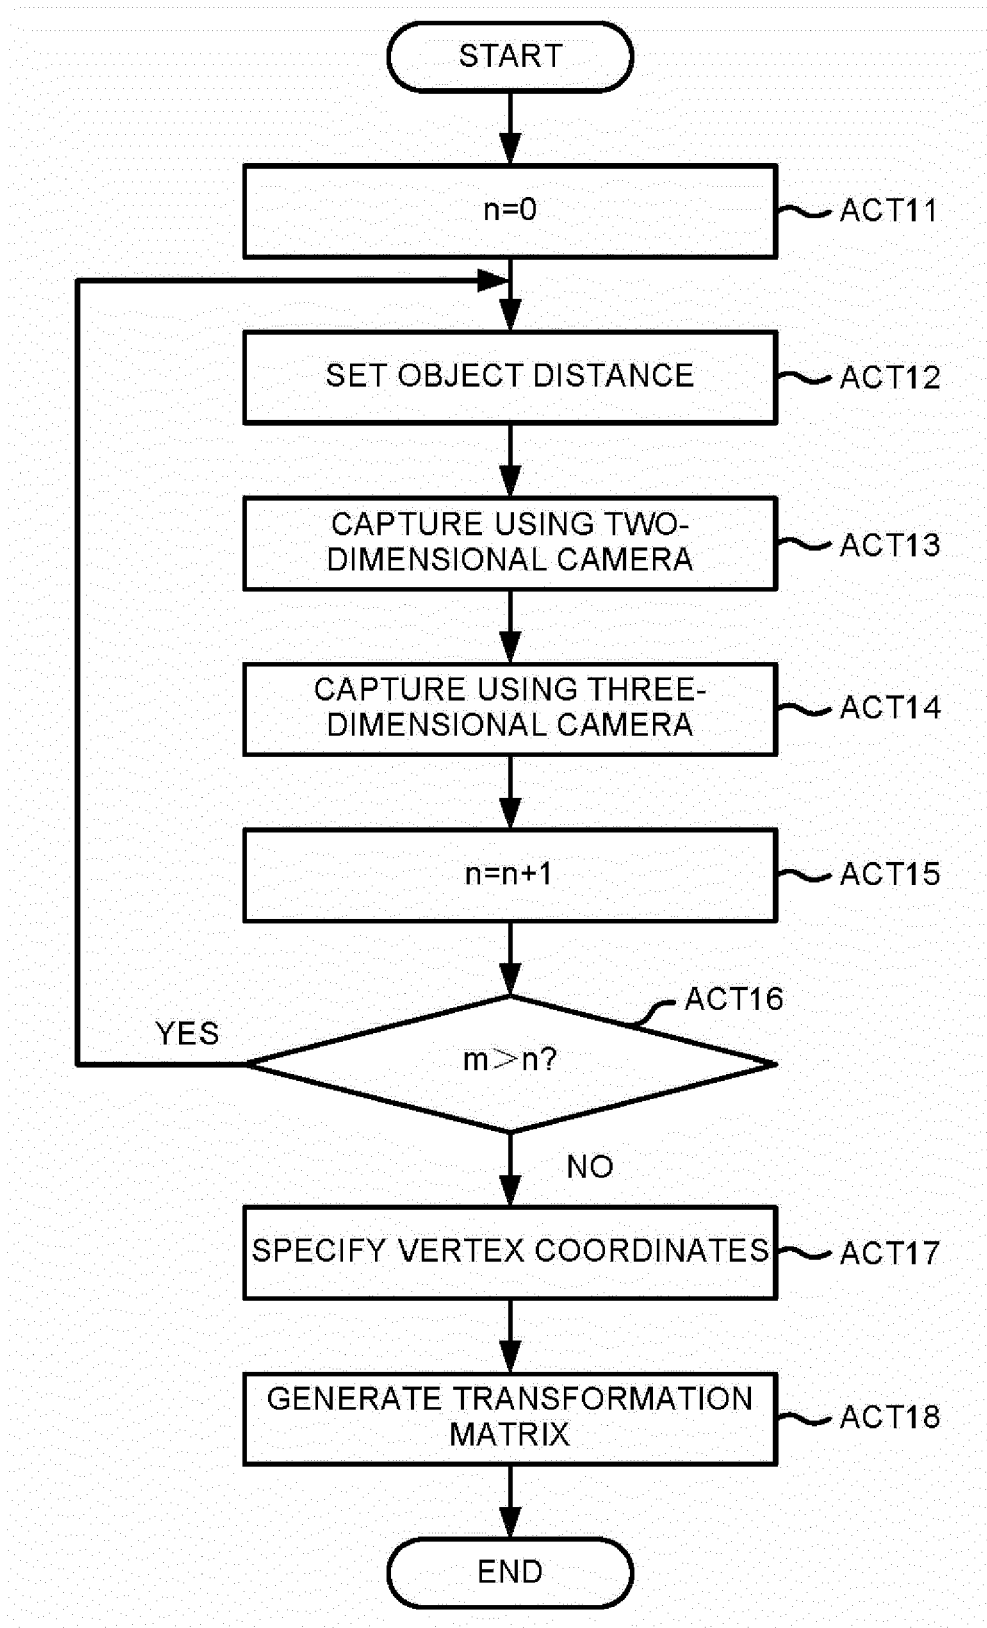 START
n=0
ACT11
SET OBJECT DISTANCE
ACT12
CAPTURE USING TWO-
DIMENSIONAL CAMERA
ACT13
CAPTURE USING THREE-
DIMENSIONAL CAMERA
ACT14
n=n+1
ACT15
ACT16
YES
m＞n?
NO
SPECIFY VERTEX COORDINATES
ACT17
GENERATE TRANSFORMATION
MATRIX
ACT18
END